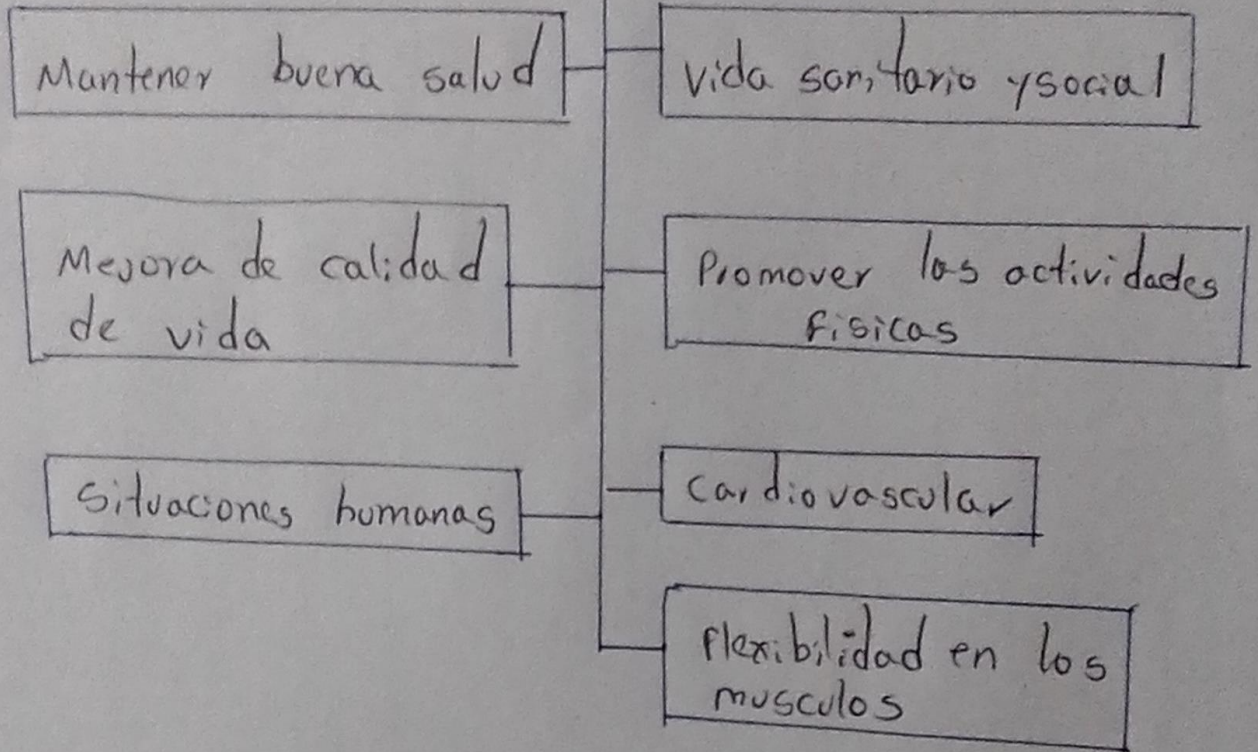 Mantener buena salud
Vida sanitario y social
Mejora de calidad
de vida
Promover las actividades
fisicas
Situaciones humanas
Cardiovascular
Flexibilidad en los
musculos